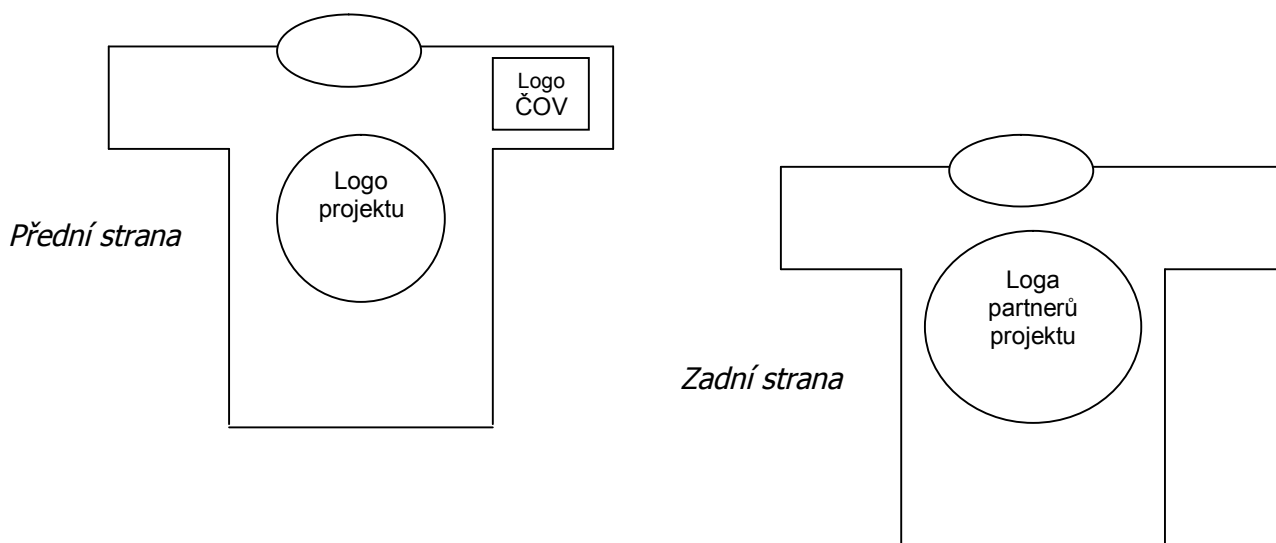 Logo
ČOV
Logo
projektu
Přední strana
Loga
partnerů
projektu
Zadní strana